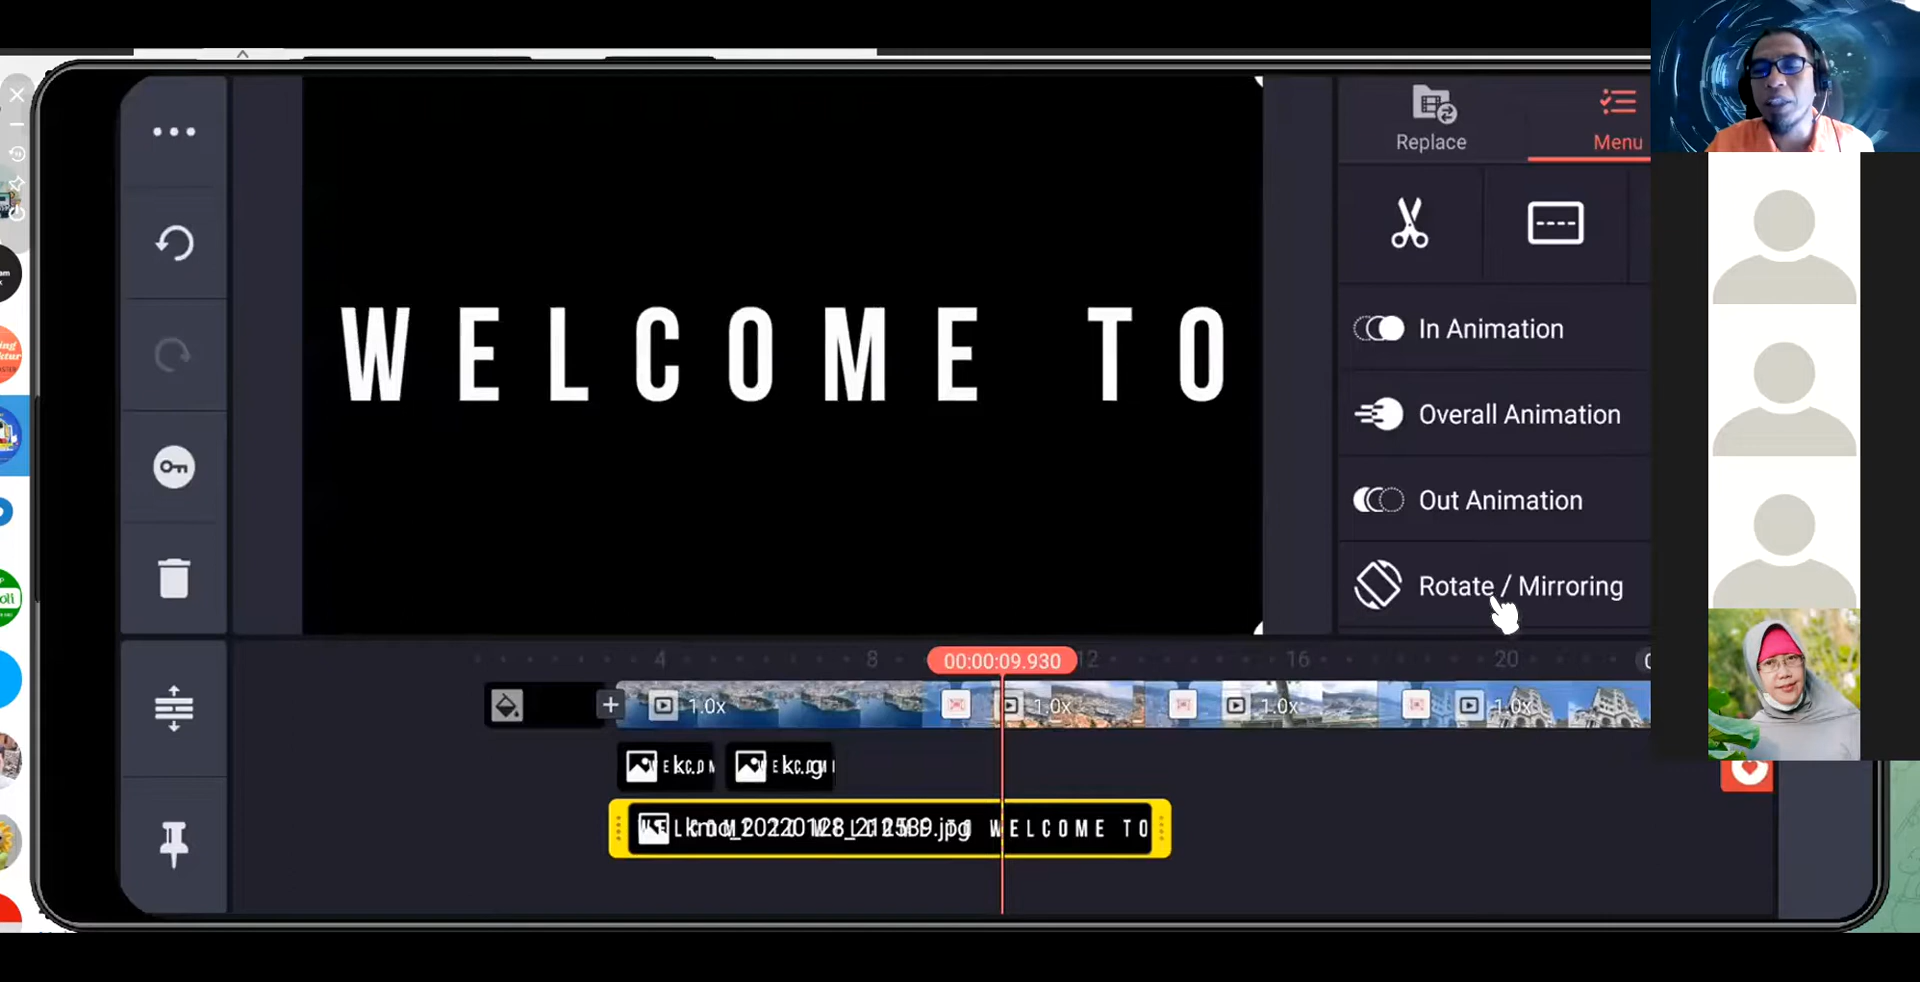 WELCOME TO
Replace
Menu
In Animation
Overall Animation
Out Animation
Rotate / Mirroring
4
8
00:00:09.930
12
16
20
1.0x
1.0x
1.0x
1.0x
WELCOME TO